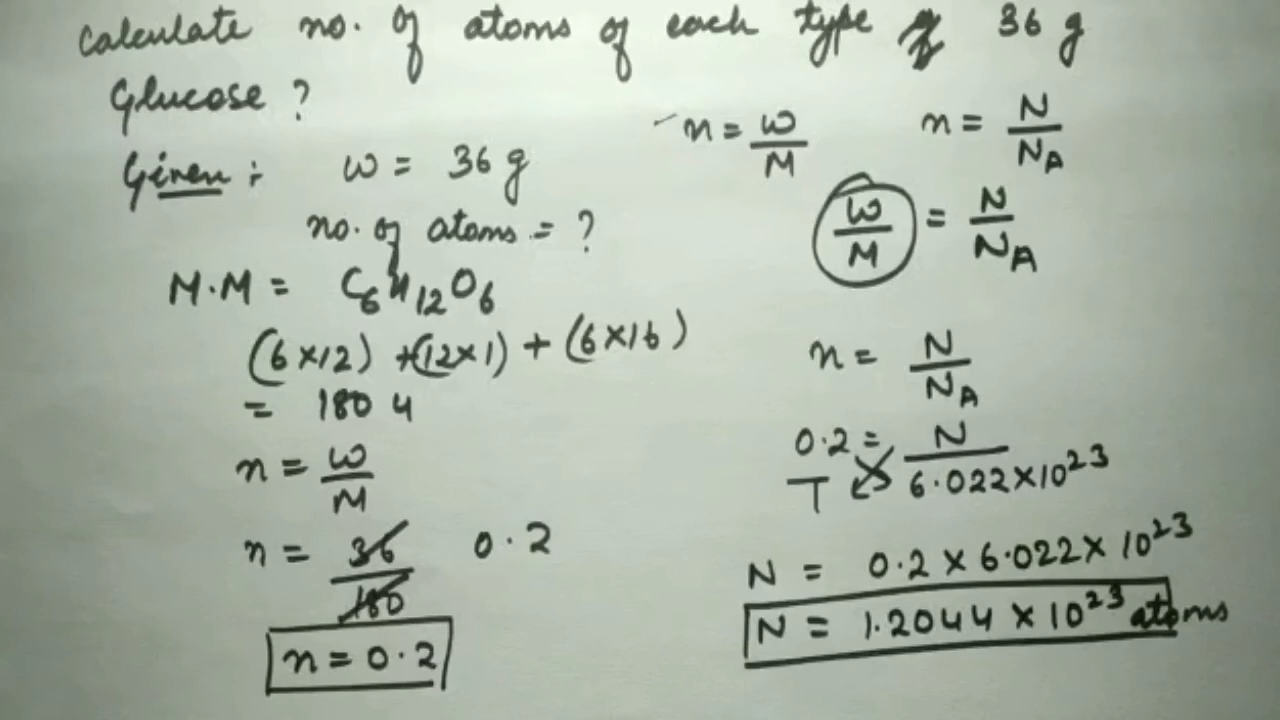 calculate no. of atoms of each type of 36 g
Glucose ?
Given :- w = 36 g
no. of atoms = ?
M.M = C6H12O6
(6×12) + (12×1) + (6×16)
= 180 u
n = w/M
n = 36/180 0.2
n = 0.2
n = w/M n = N/NA
w/M = N/NA
n = N/NA
0.2/1 = N/6.022×10^23
N = 0.2 × 6.022 × 10^23
N = 1.2044 × 10^23 atoms